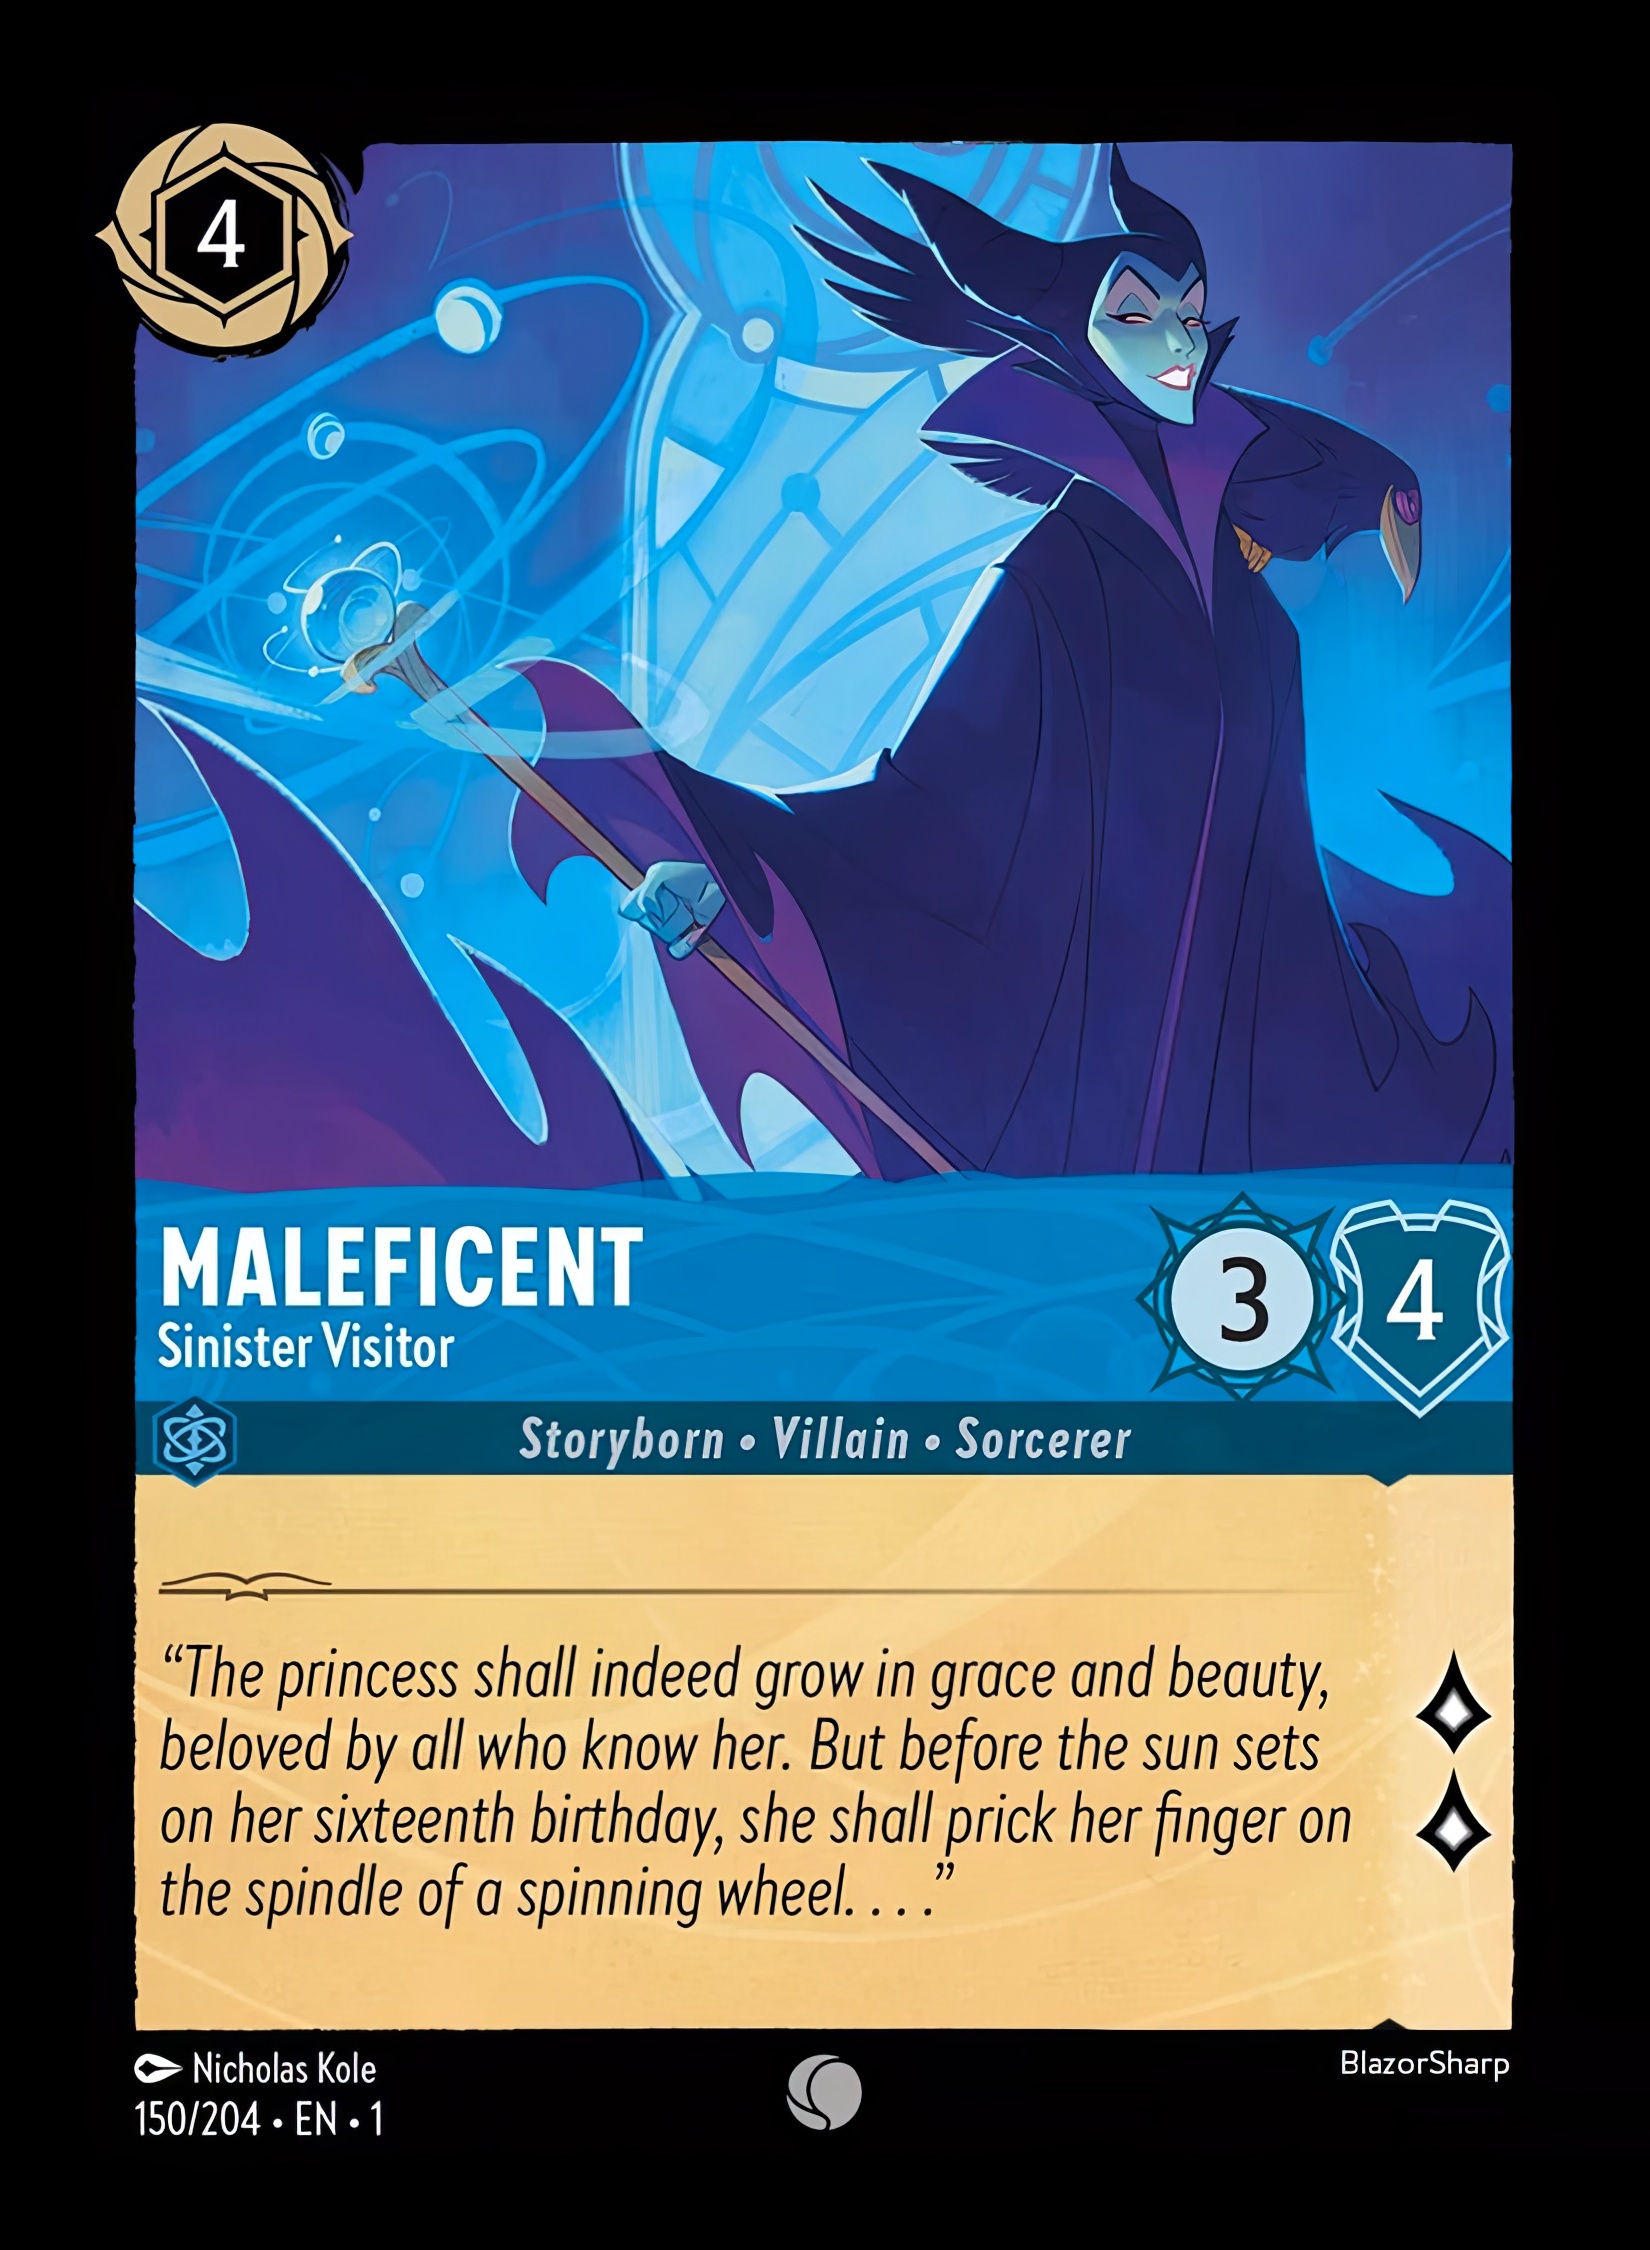 4
MALEFICENT
Sinister Visitor
3
4
Storyborn • Villain • Sorcerer
“The princess shall indeed grow in grace and beauty,
beloved by all who know her. But before the sun sets
on her sixteenth birthday, she shall prick her finger on
the spindle of a spinning wheel. . . .”
Nicholas Kole
BlazorSharp
150/204 • EN • 1